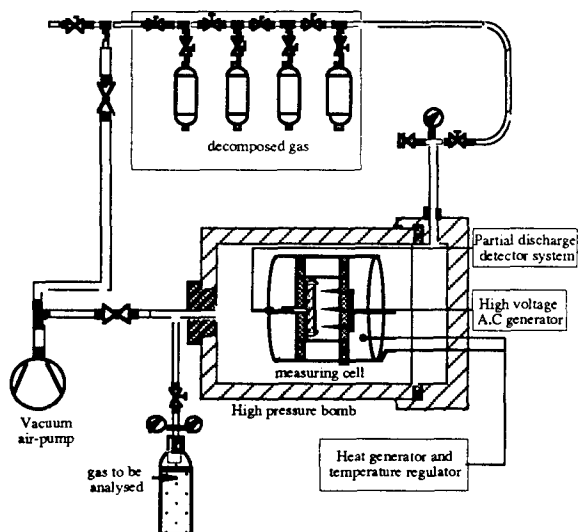 decomposed gas
Partial discharge
detector system
High voltage
A.C generator
measuring cell
High pressure bomb
Vacuum
air-pump
gas to be
analysed
Heat generator and
temperature regulator